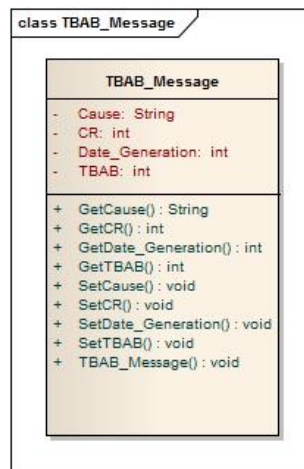 class TBAB_Message
TBAB_Message
- Cause: String
- CR: int
- Date_Generation: int
- TBAB: int
+ GetCause() : String
+ GetCR() : int
+ GetDate_Generation() : int
+ GetTBAB() : int
+ SetCause() : void
+ SetCR() : void
+ SetDate_Generation() : void
+ SetTBAB() : void
+ TBAB_Message() : void